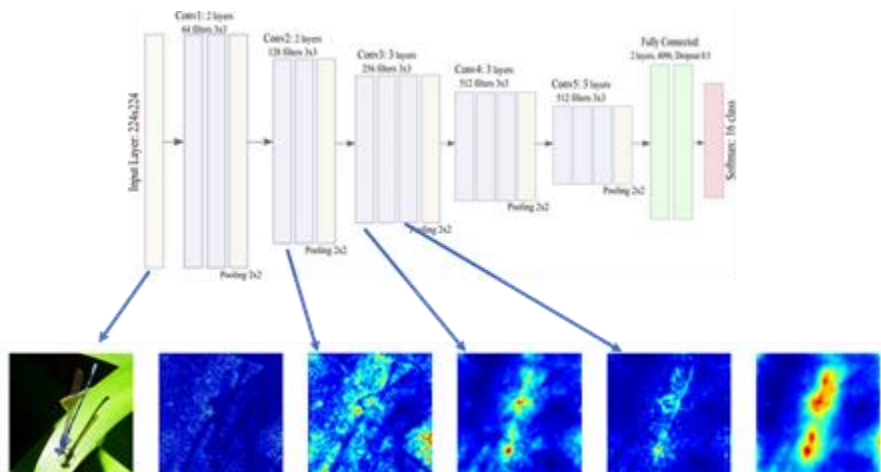 Input Layer: 224x224
Conv1: 2 layers
64 filters 3x3
Pooling 2x2
Conv2: 2 layers
128 filters 3x3
Pooling 2x2
Conv3: 3 layers
256 filters 3x3
Pooling 2x2
Conv4: 3 layers
512 filters 3x3
Pooling 2x2
Conv5: 3 layers
512 filters 3x3
Pooling 2x2
Fully Connected:
2 layers, 4096, Dropout 0.5
Softmax: 16 class